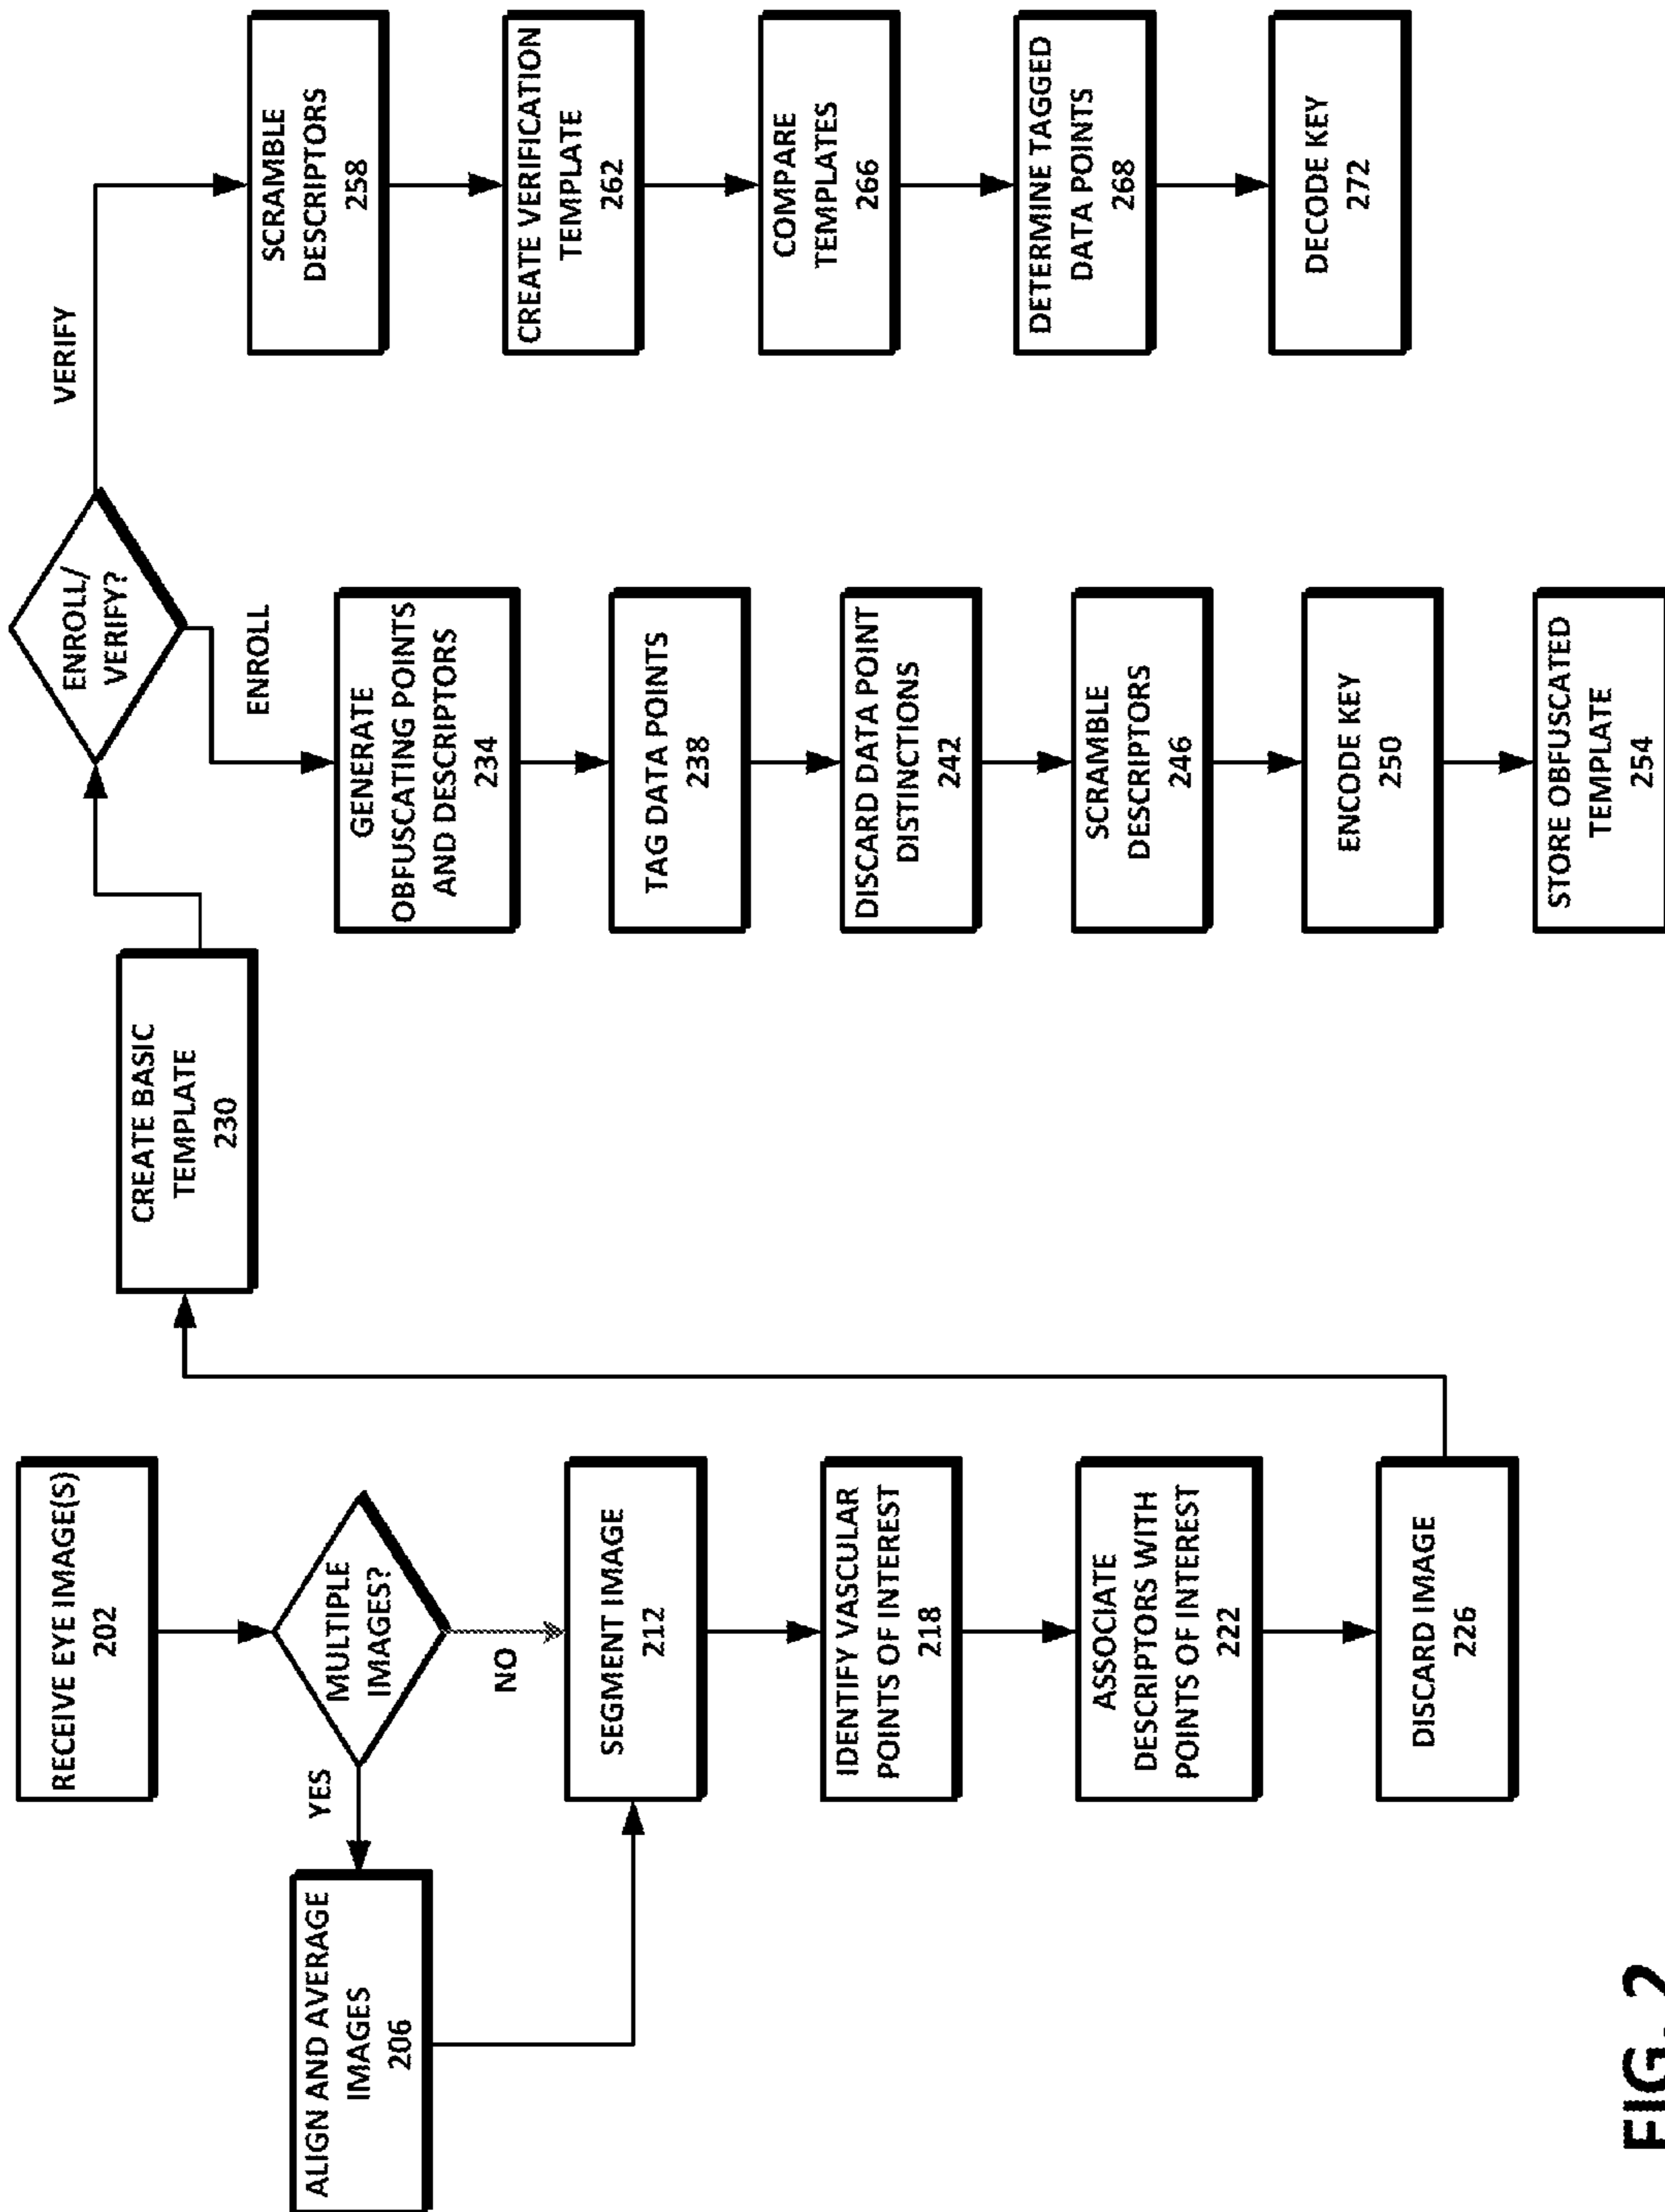 RECEIVE EYE IMAGE(S)
202
MULTIPLE
IMAGES?
YES
NO
ALIGN AND AVERAGE
IMAGES
206
SEGMENT IMAGE
212
IDENTIFY VASCULAR
POINTS OF INTEREST
218
ASSOCIATE
DESCRIPTORS WITH
POINTS OF INTEREST
222
DISCARD IMAGE
226
CREATE BASIC
TEMPLATE
230
ENROLL/
VERIFY?
ENROLL
VERIFY
GENERATE
OBFUSCATING POINTS
AND DESCRIPTORS
234
TAG DATA POINTS
238
DISCARD DATA POINT
DISTINCTIONS
242
SCRAMBLE
DESCRIPTORS
246
ENCODE KEY
250
STORE OBFUSCATED
TEMPLATE
254
SCRAMBLE
DESCRIPTORS
258
CREATE VERIFICATION
TEMPLATE
262
COMPARE
TEMPLATES
266
DETERMINE TAGGED
DATA POINTS
268
DECODE KEY
272
FIG. 2